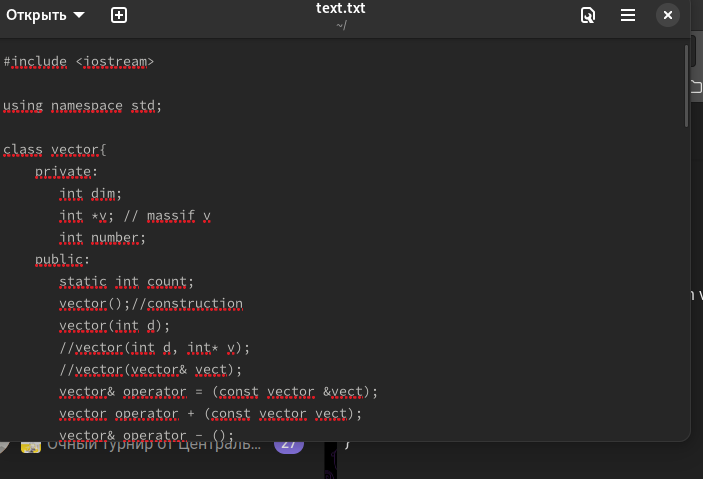 Открыть
text.txt
~/
#include <iostream>
using namespace std;
class vector{
private:
int dim;
int *v; // massif v
int number;
public:
static int count;
vector();//construction
vector(int d);
//vector(int d, int* v);
//vector(vector& vect);
vector& operator = (const vector &vect);
vector operator + (const vector vect);
vector& operator - ();
Очный турнир от Централь...
27
}